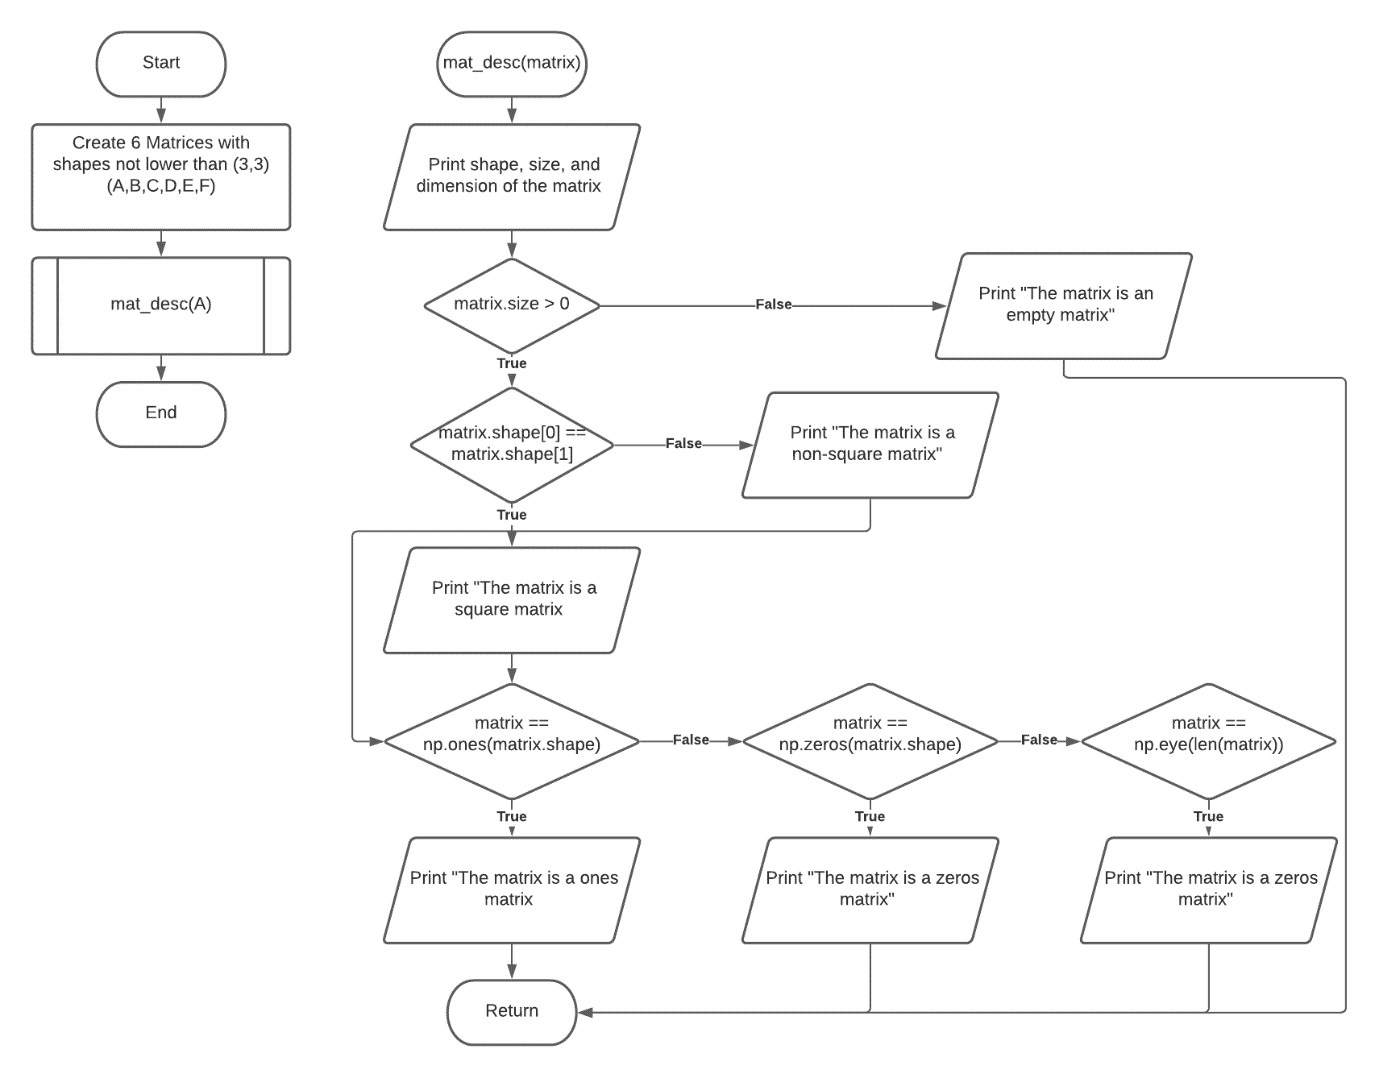 Start
Create 6 Matrices with
shapes not lower than (3,3)
(A,B,C,D,E,F)
mat_desc(A)
End
mat_desc(matrix)
Print shape, size, and
dimension of the matrix
matrix.size > 0
False
Print "The matrix is an
empty matrix"
True
matrix.shape[0] ==
matrix.shape[1]
False
Print "The matrix is a
non-square matrix"
True
Print "The matrix is a
square matrix
matrix ==
np.ones(matrix.shape)
False
matrix ==
np.zeros(matrix.shape)
False
matrix ==
np.eye(len(matrix))
True
True
True
Print "The matrix is a ones
matrix
Print "The matrix is a zeros
matrix"
Print "The matrix is a zeros
matrix"
Return